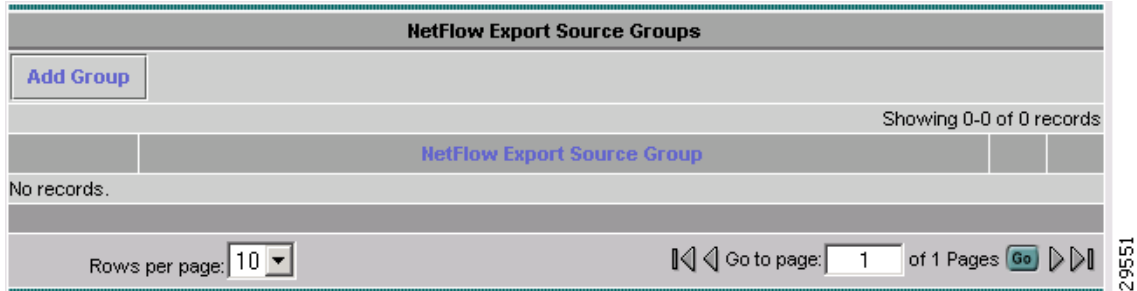 NetFlow Export Source Groups
Add Group
Showing 0-0 of 0 records
NetFlow Export Source Group
No records.
Rows per page: 10 Go to page: 1 of 1 Pages Go
29551